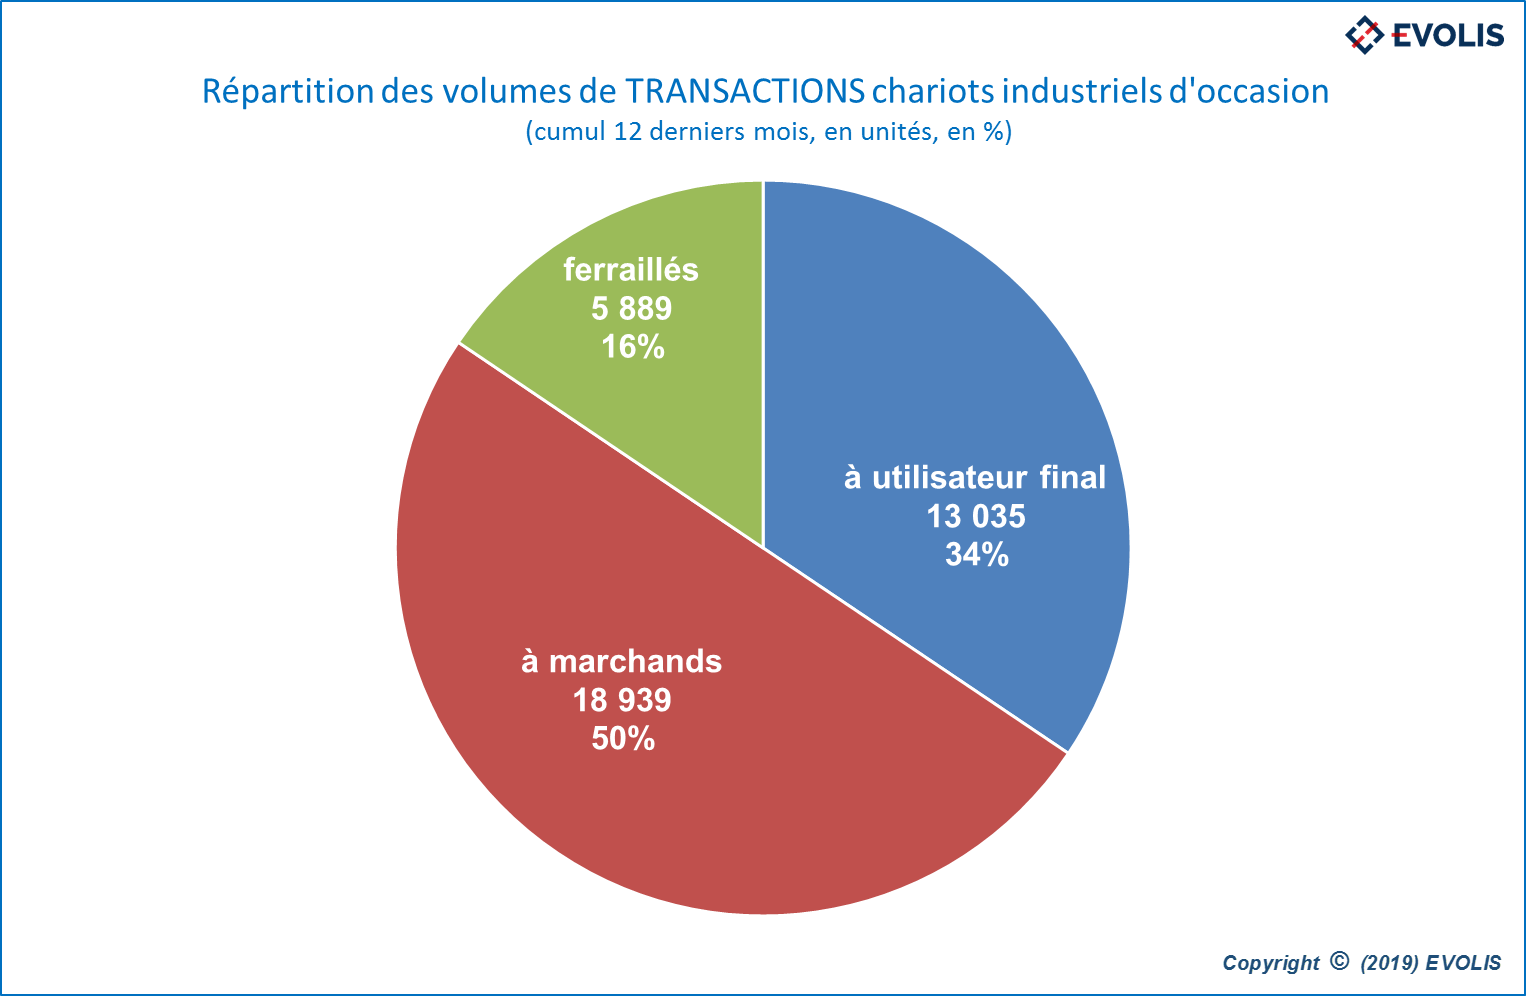 EVOLIS
Répartition des volumes de TRANSACTIONS chariots industriels d'occasion
(cumul 12 derniers mois, en unités, en %)
ferraillés
5 889
16%
à utilisateur final
13 035
34%
à marchands
18 939
50%
Copyright © (2019) EVOLIS